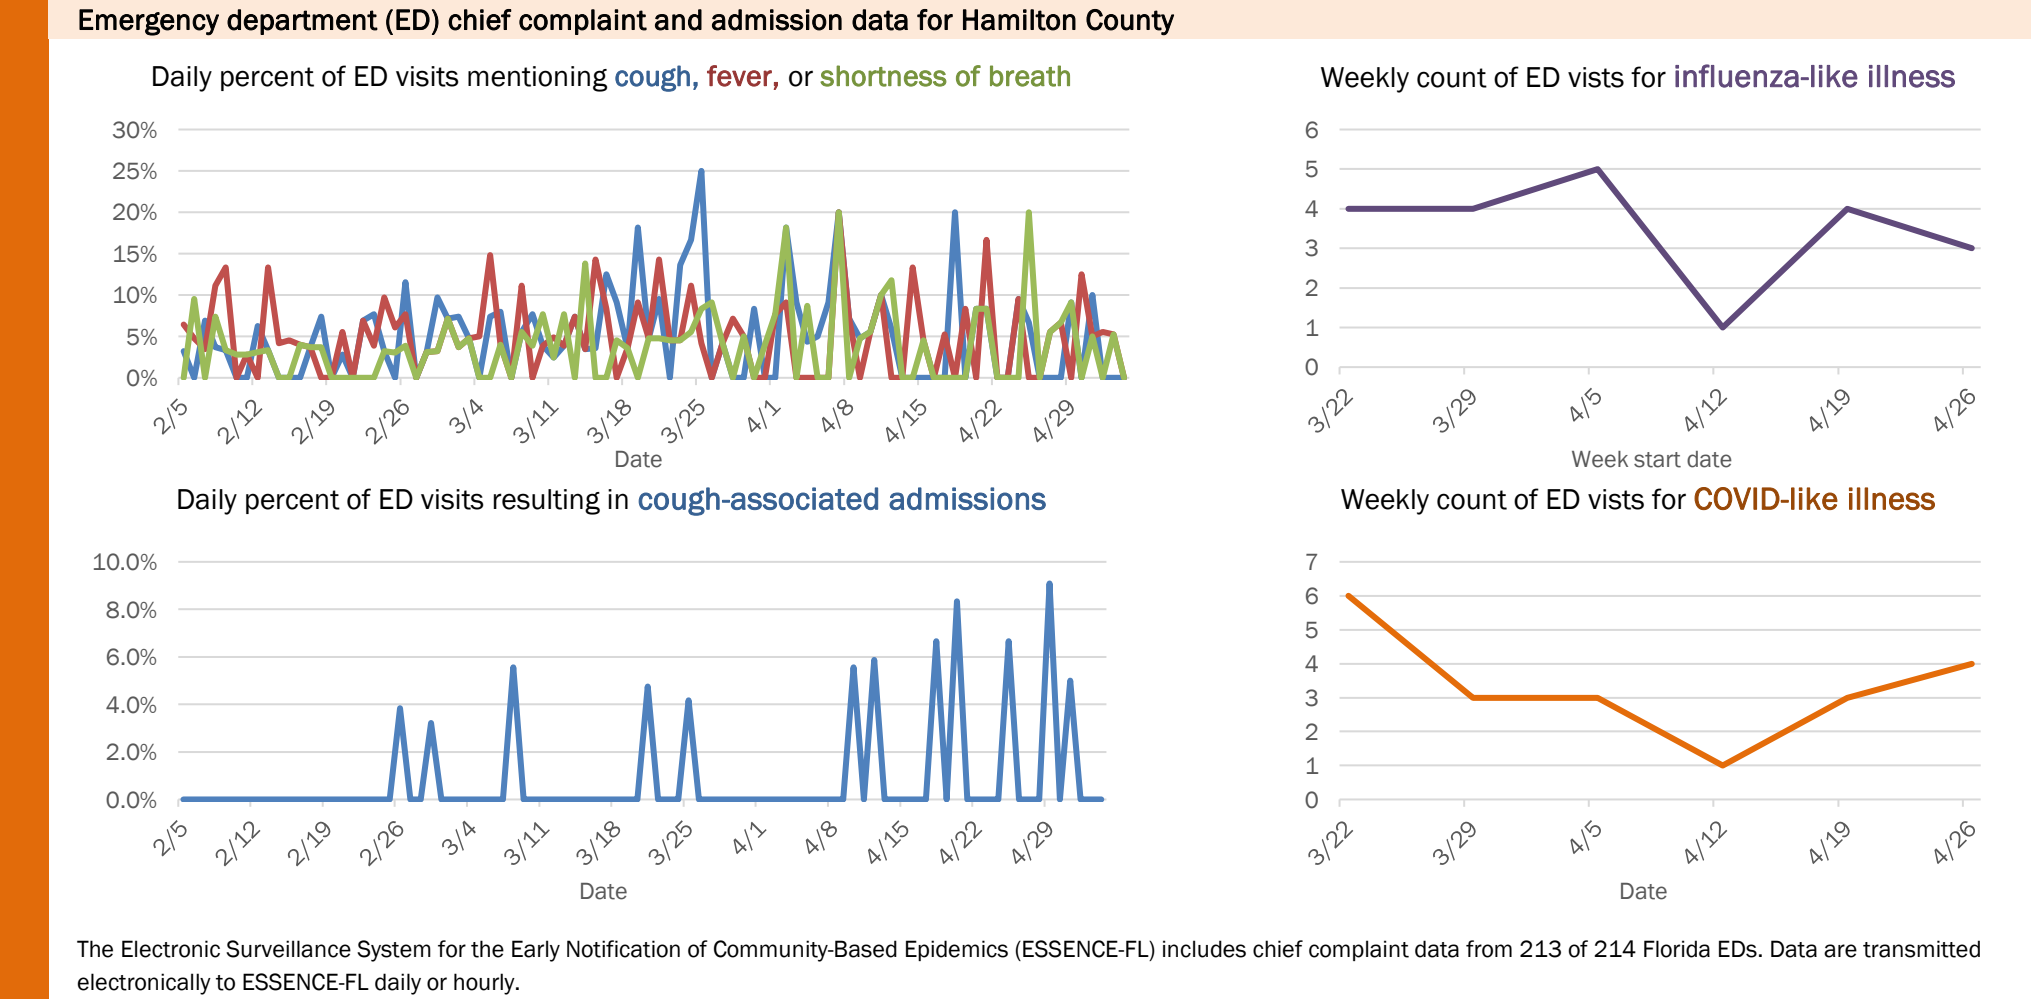 Emergency department (ED) chief complaint and admission data for Hamilton County
Daily percent of ED visits mentioning cough, fever, or shortness of breath
30%
25%
20%
15%
10%
5%
0%
2/5 2/12 2/19 2/26 3/4 3/11 3/18 3/25 4/1 4/8 4/15 4/22 4/29
Date
Weekly count of ED vists for influenza-like illness
6
5
4
3
2
1
0
3/22 3/29 4/5 4/12 4/19 4/26
Week start date
Daily percent of ED visits resulting in cough-associated admissions
10.0%
8.0%
6.0%
4.0%
2.0%
0.0%
2/5 2/12 2/19 2/26 3/4 3/11 3/18 3/25 4/1 4/8 4/15 4/22 4/29
Date
Weekly count of ED vists for COVID-like illness
7
6
5
4
3
2
1
0
3/22 3/29 4/5 4/12 4/19 4/26
Date
The Electronic Surveillance System for the Early Notification of Community-Based Epidemics (ESSENCE-FL) includes chief complaint data from 213 of 214 Florida EDs. Data are transmitted
electronically to ESSENCE-FL daily or hourly.